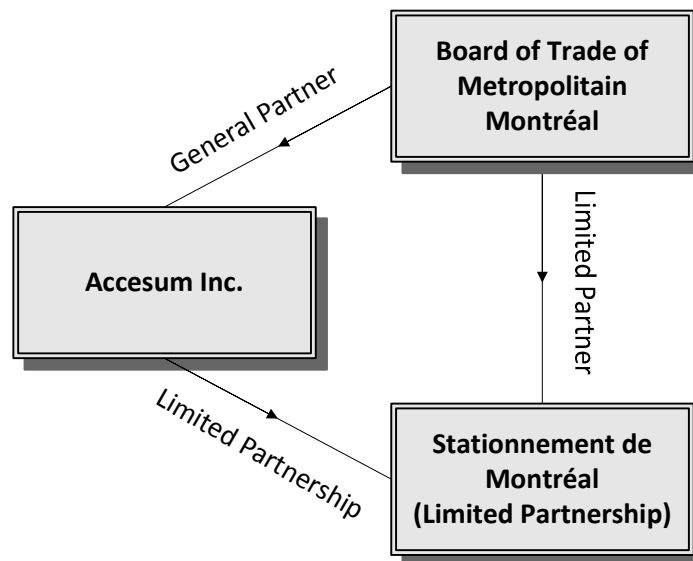 Board of Trade of
Metropolitain
Montréal
General Partner
Accesum Inc.
Limited Partner
Limited Partnership
Stationnement de
Montréal
(Limited Partnership)